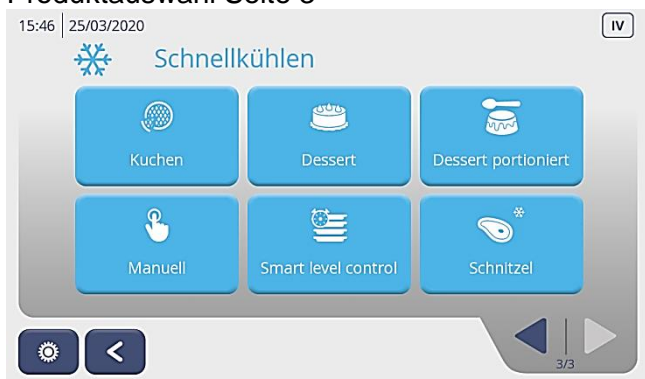 15:46 25/03/2020 IV
Schnellkühlen
Kuchen Dessert Dessert portioniert
Manuell Smart level control Schnitzel
3/3